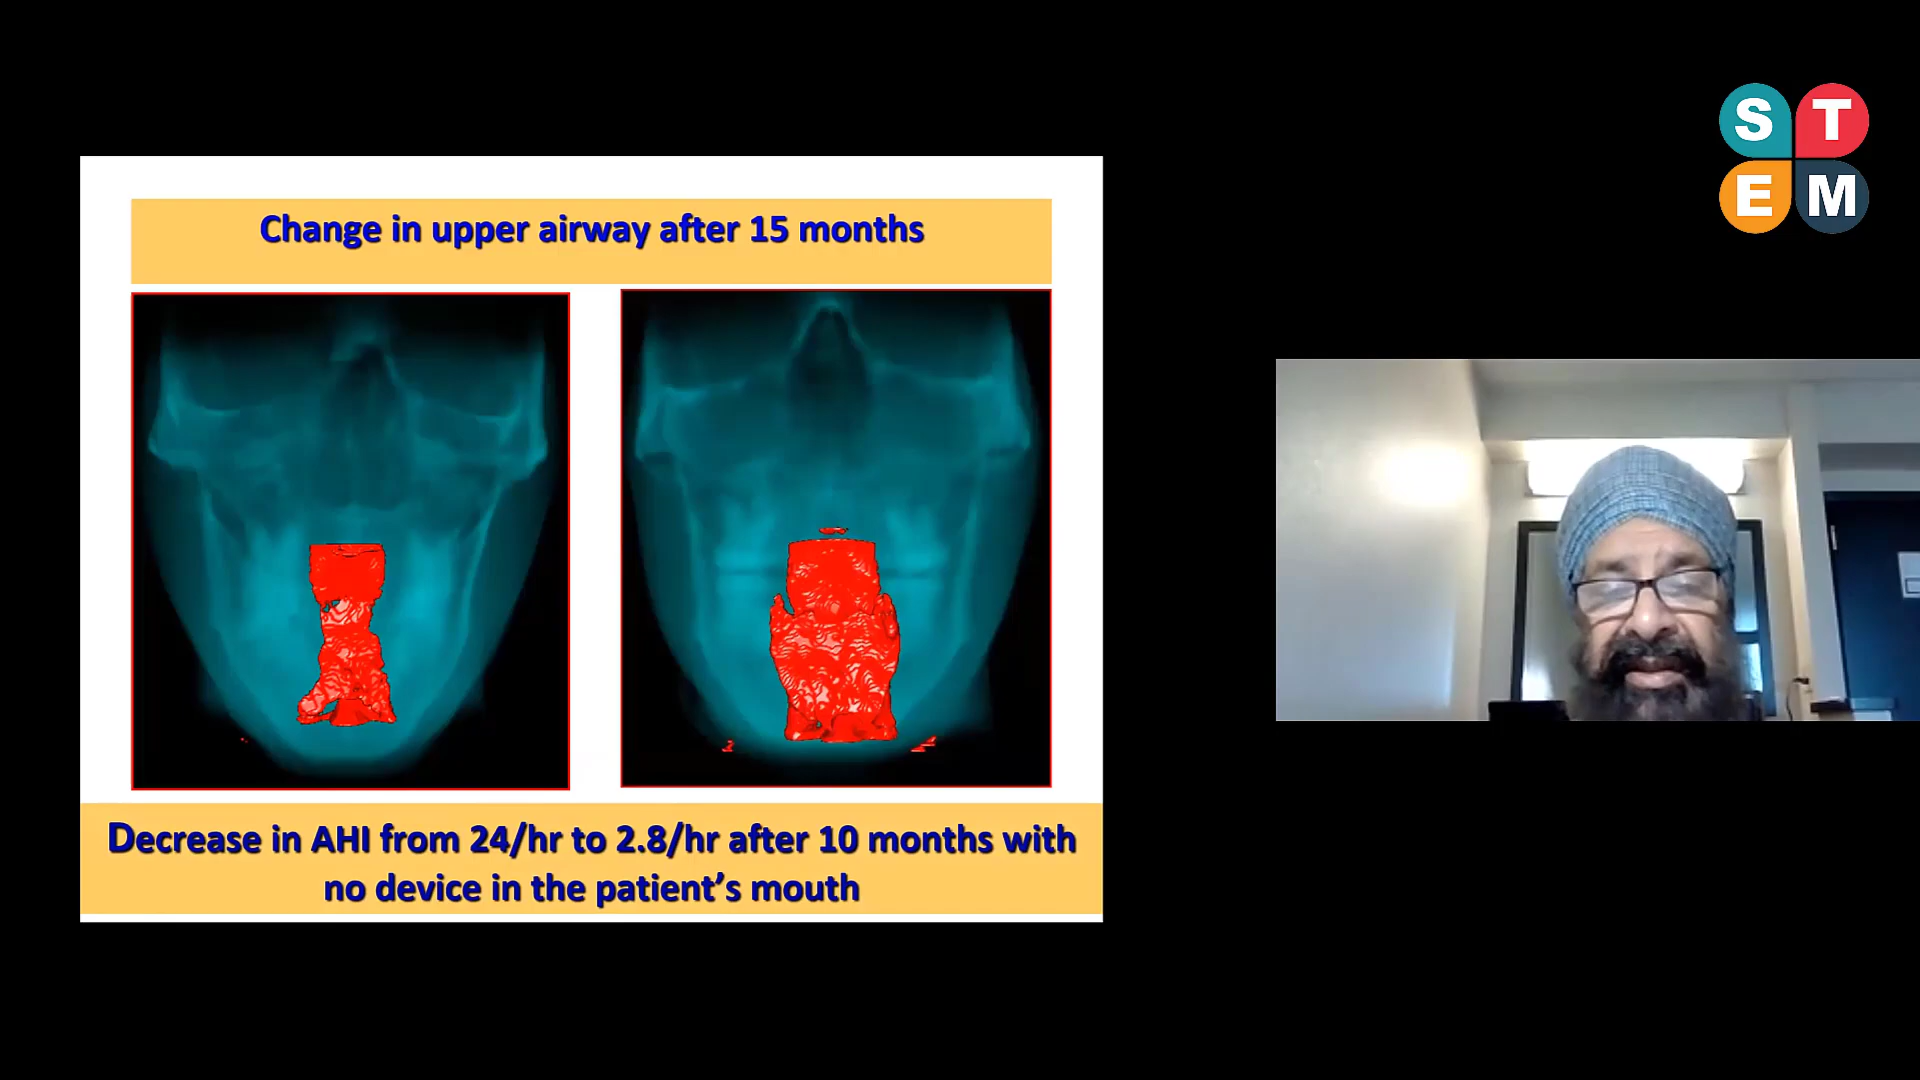 Change in upper airway after 15 months
Decrease in AHI from 24/hr to 2.8/hr after 10 months with
no device in the patient’s mouth
S T
E M